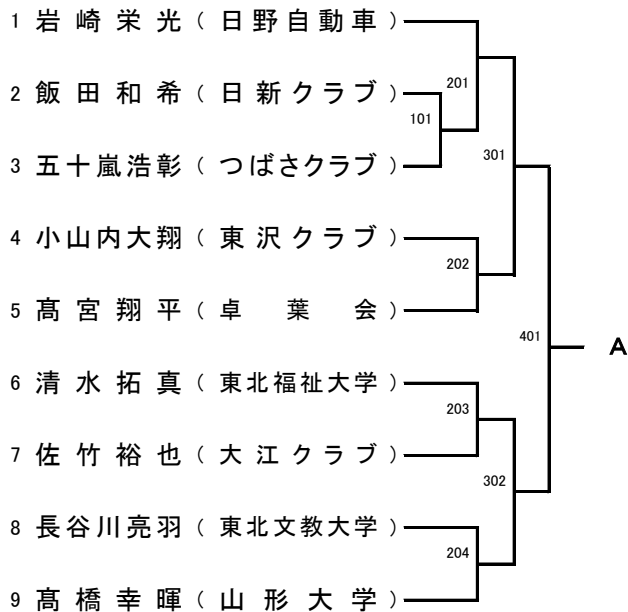 1 岩崎栄光（日野自動車）
201
2 飯田和希（日新クラブ）
101
3 五十嵐浩彰（つばさクラブ）
301
4 小山内大翔（東沢クラブ）
202
5 髙宮翔平（卓葉会）
401 A
6 清水拓真（東北福祉大学）
203
7 佐竹裕也（大江クラブ）
302
8 長谷川亮羽（東北文教大学）
204
9 髙橋幸暉（山形大学）